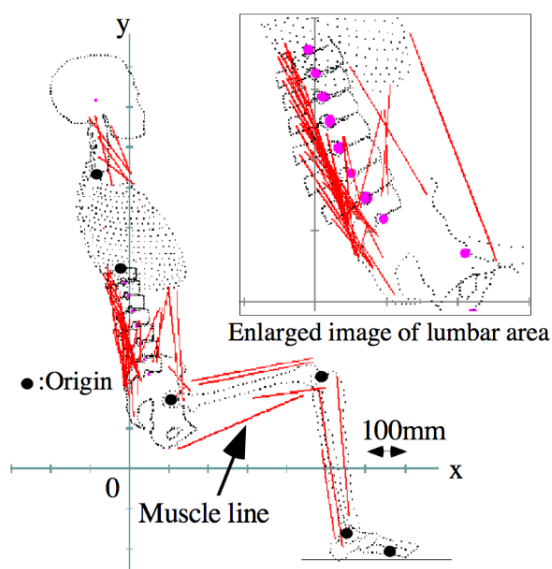 y
Enlarged image of lumbar area
:Origin
100mm
0
x
Muscle line